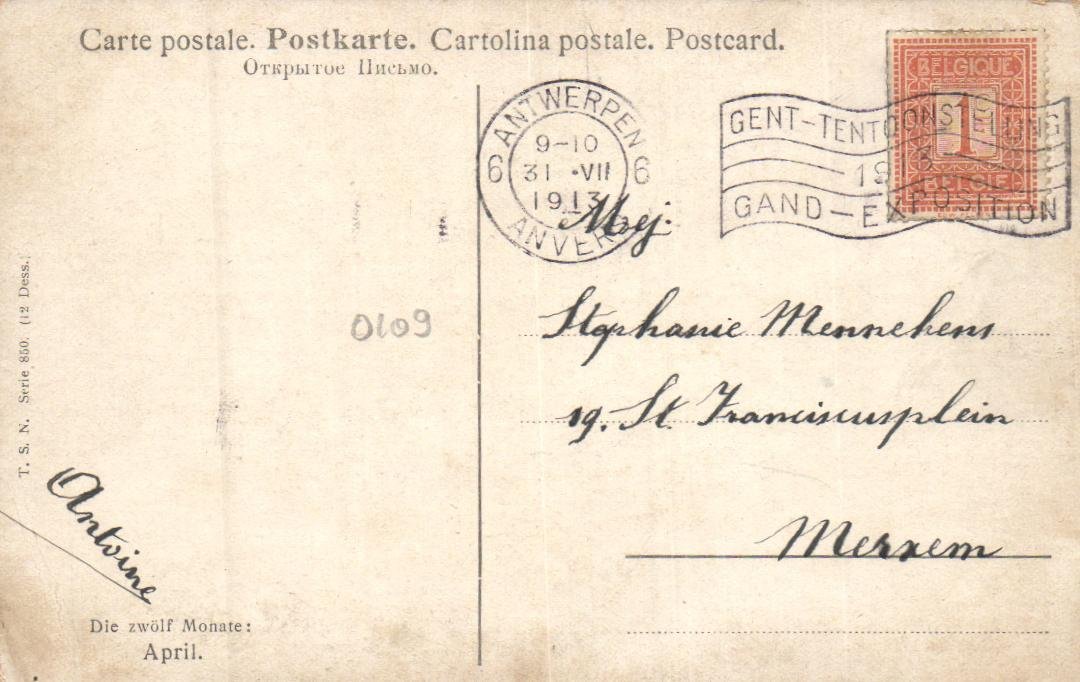 Carte postale. Postkarte. Cartolina postale. Postcard.
Открытое Письмо.
BELGIQUE
1
BELGIË
ANTWERPEN
9-10
6 31 •VII 6
1913
ANVERS
GENT-TENTOONSTELLING
1913
GAND-EXPOSITION
Mej.
Stephanie Mennekens
19. St. Franciscusplein
Merxem
0109
T. S. N. Serie 850. (12 Dess.)
Antoine
Die zwölf Monate:
April.